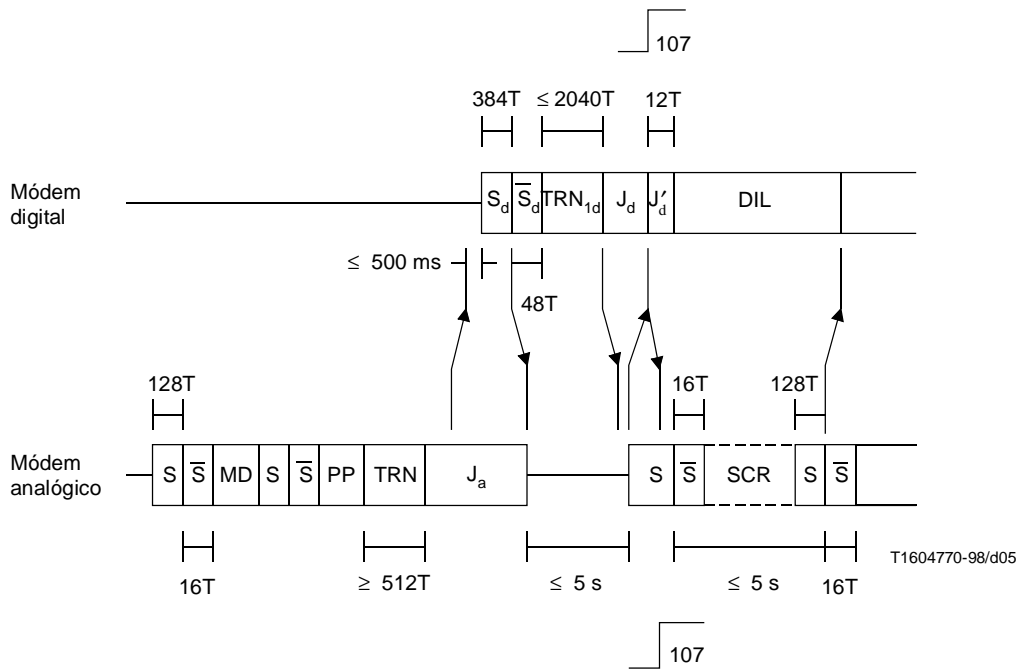 107
384T ≤ 2040T 12T
Módem digital
S_d S̅_d TRN_1d J_d J′_d DIL
≤ 500 ms
48T
128T 16T 128T
Módem analógico
S S̅ MD S S̅ PP TRN J_a S S̅ SCR S S̅
T1604770-98/d05
16T ≥ 512T ≤ 5 s ≤ 5 s 16T
107